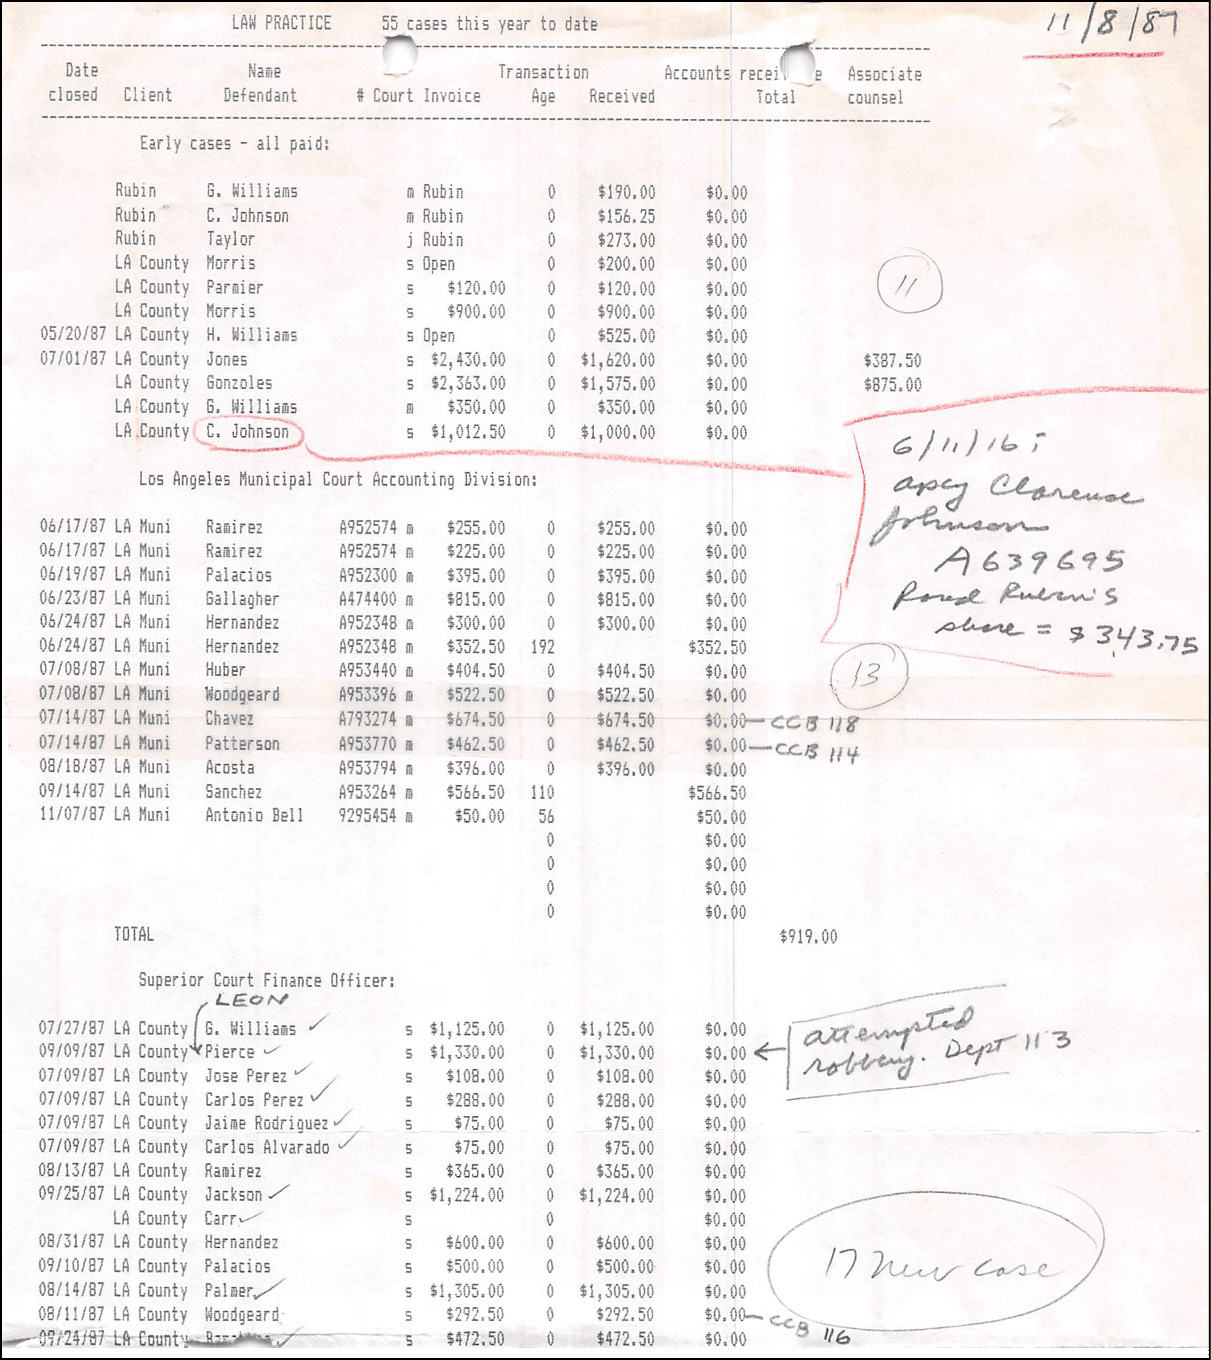 LAW PRACTICE 55 cases this year to date
11/8/87
Date Name Transaction Accounts recei e Associate
closed Client Defendant # Court Invoice Age Received Total counsel
Early cases - all paid:
Rubin G. Williams m Rubin 0 $190.00 $0.00
Rubin C. Johnson m Rubin 0 $156.25 $0.00
Rubin Taylor j Rubin 0 $273.00 $0.00
LA County Morris s Open 0 $200.00 $0.00
11
LA County Parmier s $120.00 0 $120.00 $0.00
LA County Morris s $900.00 0 $900.00 $0.00
05/20/87 LA County H. Williams s Open 0 $525.00 $0.00
07/01/87 LA County Jones s $2,430.00 0 $1,620.00 $0.00 $387.50
LA County Gonzoles s $2,363.00 0 $1,575.00 $0.00 $875.00
LA County G. Williams m $350.00 0 $350.00 $0.00
LA County C. Johnson s $1,012.50 0 $1,000.00 $0.00
6/11/16;
Clarence
Johnson
A639695
Rubin's
share = $343.75
Los Angeles Municipal Court Accounting Division:
06/17/87 LA Muni Ramirez A952574 m $255.00 0 $255.00 $0.00
06/17/87 LA Muni Ramirez A952574 m $225.00 0 $225.00 $0.00
06/19/87 LA Muni Palacios A952300 m $395.00 0 $395.00 $0.00
06/23/87 LA Muni Gallagher A474400 m $815.00 0 $815.00 $0.00
06/24/87 LA Muni Hernandez A952348 m $300.00 0 $300.00 $0.00
06/24/87 LA Muni Hernandez A952348 m $352.50 192 $352.50
13
07/08/87 LA Muni Huber A953440 m $404.50 0 $404.50 $0.00
07/08/87 LA Muni Woodgeard A953396 m $522.50 0 $522.50 $0.00
07/14/87 LA Muni Chavez A793274 m $674.50 0 $674.50 $0.00 — CCB 118
07/14/87 LA Muni Patterson A953770 m $462.50 0 $462.50 $0.00 — CCB 114
08/18/87 LA Muni Acosta A953794 m $396.00 0 $396.00 $0.00
09/14/87 LA Muni Sanchez A953264 m $566.50 110 $566.50
11/07/87 LA Muni Antonio Bell 9295454 m $50.00 56 $50.00
0 $0.00
0 $0.00
0 $0.00
0 $0.00
TOTAL $919.00
Superior Court Finance Officer:
LEON
07/27/87 LA County G. Williams s $1,125.00 0 $1,125.00 $0.00
09/09/87 LA County Pierce s $1,330.00 0 $1,330.00 $0.00
attempted
robbery. Dept 113
07/09/87 LA County Jose Perez s $108.00 0 $108.00 $0.00
07/09/87 LA County Carlos Perez s $288.00 0 $288.00 $0.00
07/09/87 LA County Jaime Rodriguez s $75.00 0 $75.00 $0.00
07/09/87 LA County Carlos Alvarado s $75.00 0 $75.00 $0.00
08/13/87 LA County Ramirez s $365.00 0 $365.00 $0.00
09/25/87 LA County Jackson s $1,224.00 0 $1,224.00 $0.00
LA County Carr s 0 $0.00
08/31/87 LA County Hernandez s $600.00 0 $600.00 $0.00
09/10/87 LA County Palacios s $500.00 0 $500.00 $0.00
17 new case
08/14/87 LA County Palmer s $1,305.00 0 $1,305.00 $0.00
08/11/87 LA County Woodgeard s $292.50 0 $292.50 $0.00 — CCB 116
09/24/87 LA County s $472.50 0 $472.50 $0.00